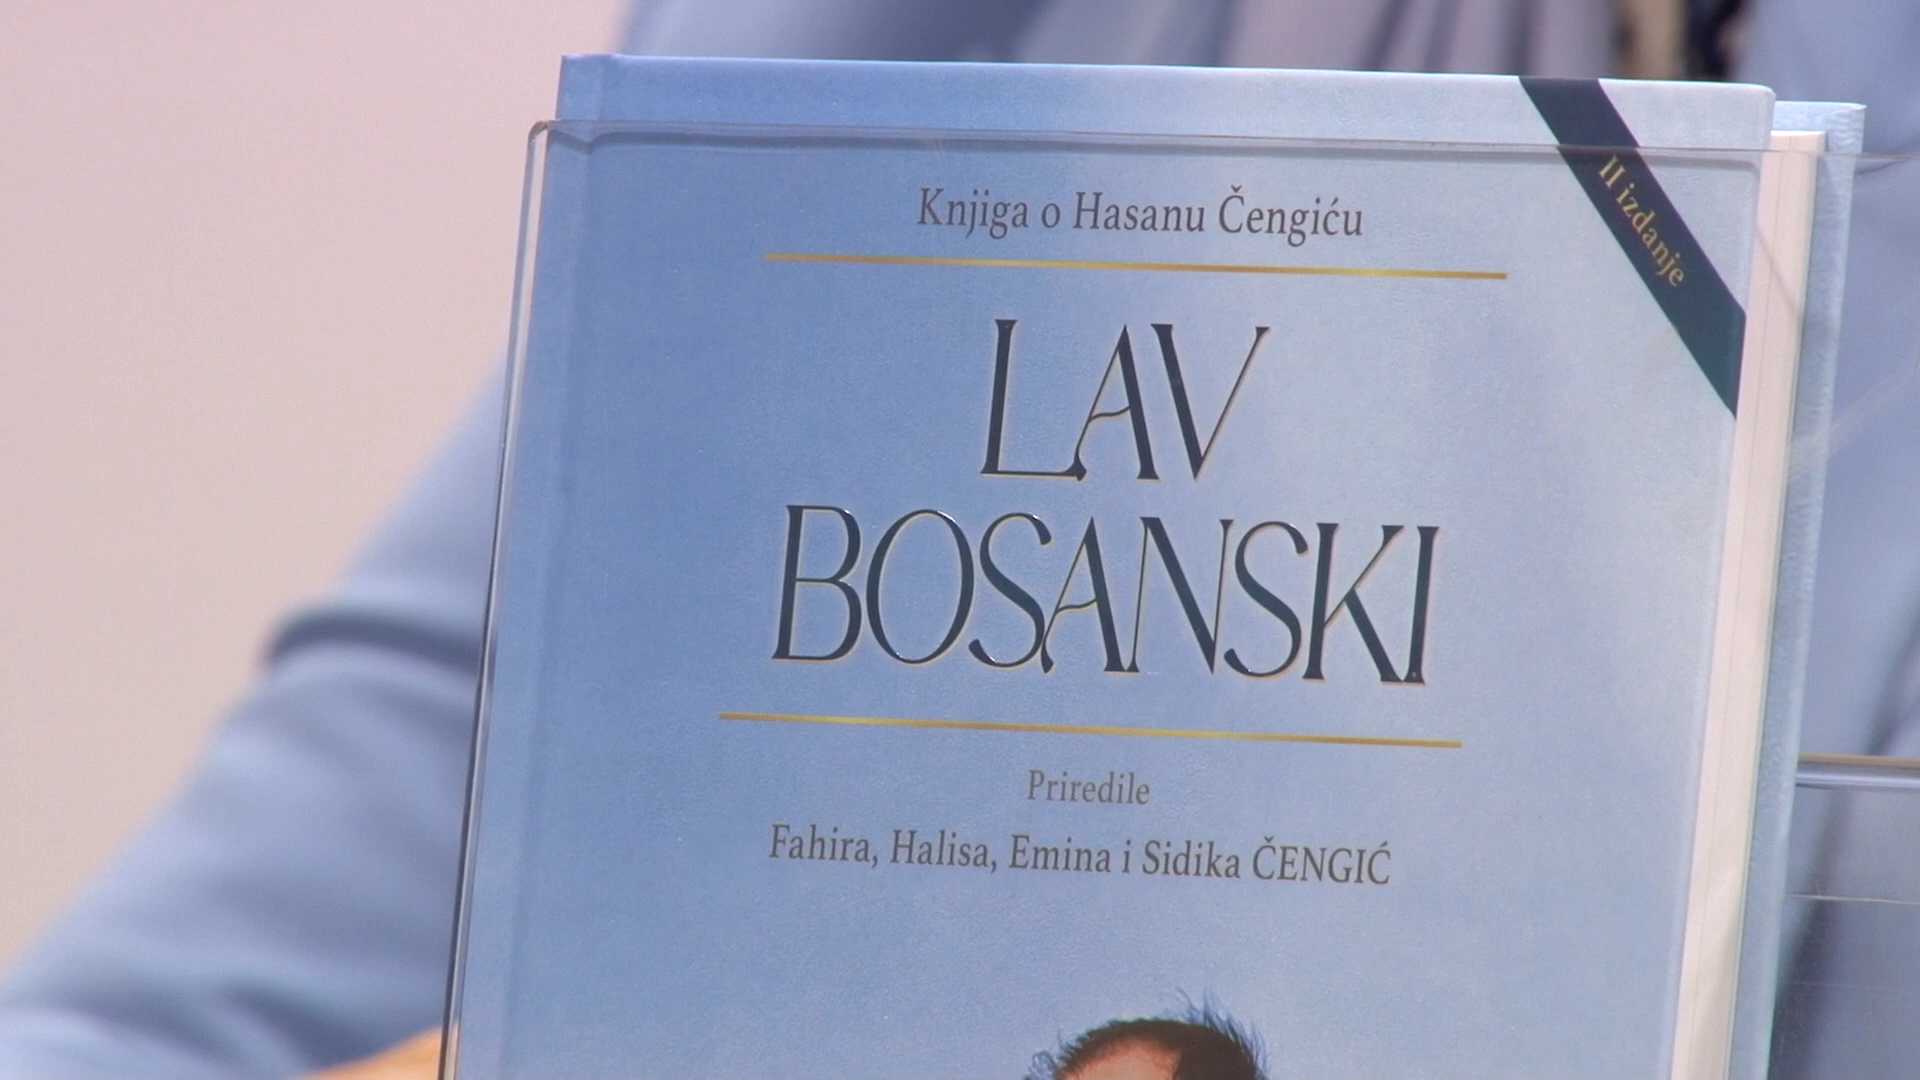 Knjiga o Hasanu Čengiću
II izdanje
LAV
BOSANSKI
Priredile
Fahira, Halisa, Emina i Sidika ČENGIĆ